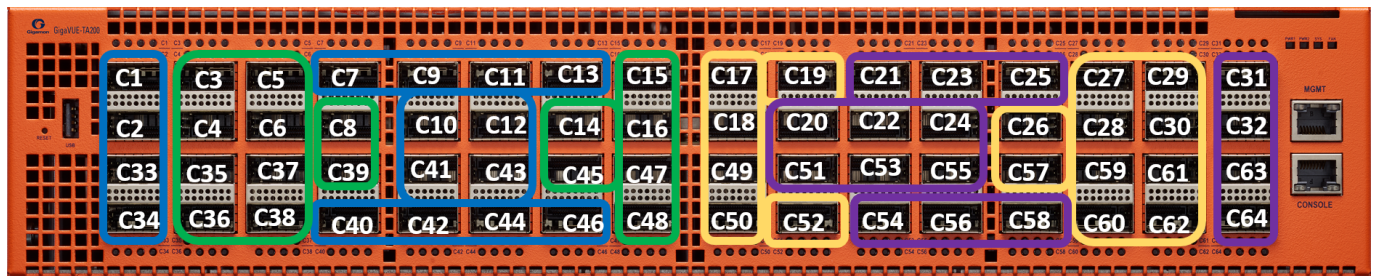 Gigamon GigaVUE-TA200
C1 C3 C5 C7 C9 C11 C13 C15 C17 C19 C21 C23 C25 C27 C29 C31
MGMT
C2 C4 C6 C8 C10 C12 C14 C16 C18 C20 C22 C24 C26 C28 C30 C32
RESET
USB
C33 C35 C37 C39 C41 C43 C45 C47 C49 C51 C53 C55 C57 C59 C61 C63
CONSOLE
C34 C36 C38 C40 C42 C44 C46 C48 C50 C52 C54 C56 C58 C60 C62 C64